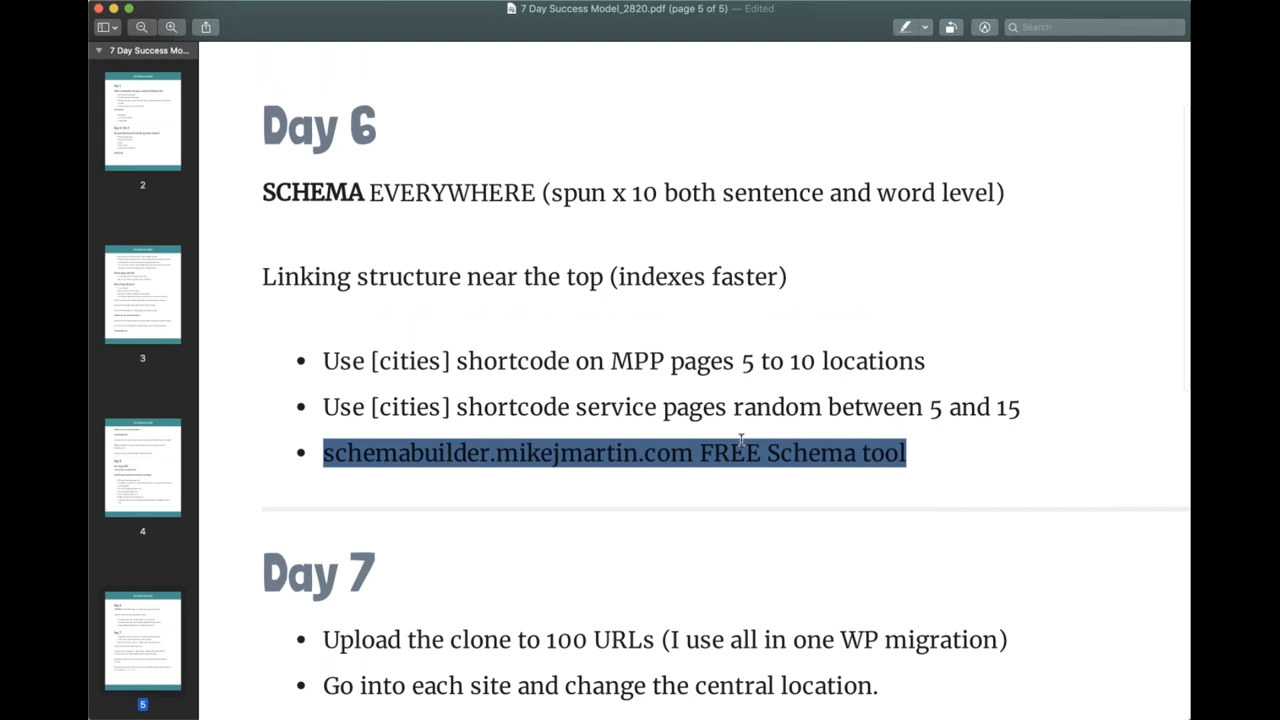 7 Day Success Model_2820.pdf (page 5 of 5) — Edited
Search
7 Day Success Mo...
2
3
4
5
Day 6
SCHEMA EVERYWHERE (spun x 10 both sentence and word level)
Linking structure near the top (indexes faster)
• Use [cities] shortcode on MPP pages 5 to 10 locations
• Use [cities] shortcode service pages random between 5 and 15
• schemabuilder.mikejmartin.com FREE Schema tool
Day 7
• Upload the clone to 100 URLs (I use all in one WP migration)
• Go into each site and change the central location.